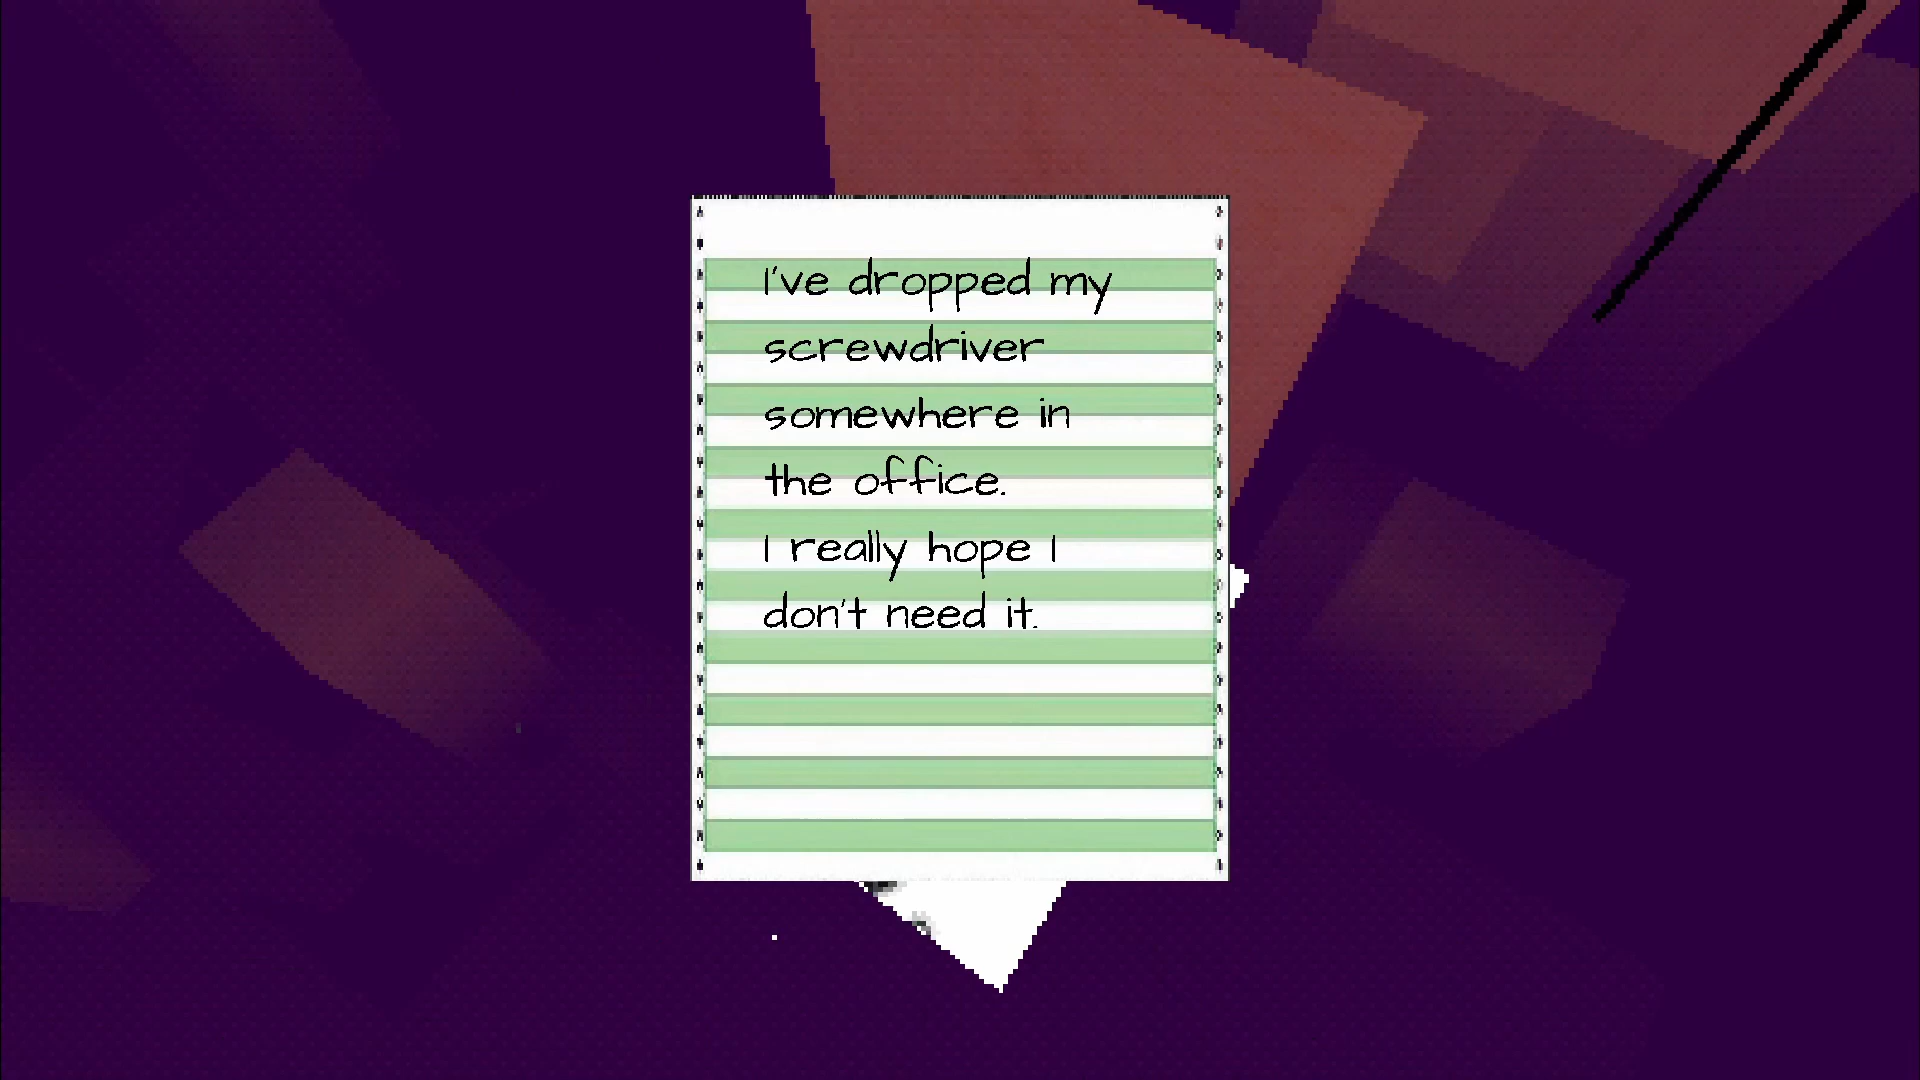 I've dropped my
screwdriver
somewhere in
the office.
I really hope I
don't need it.